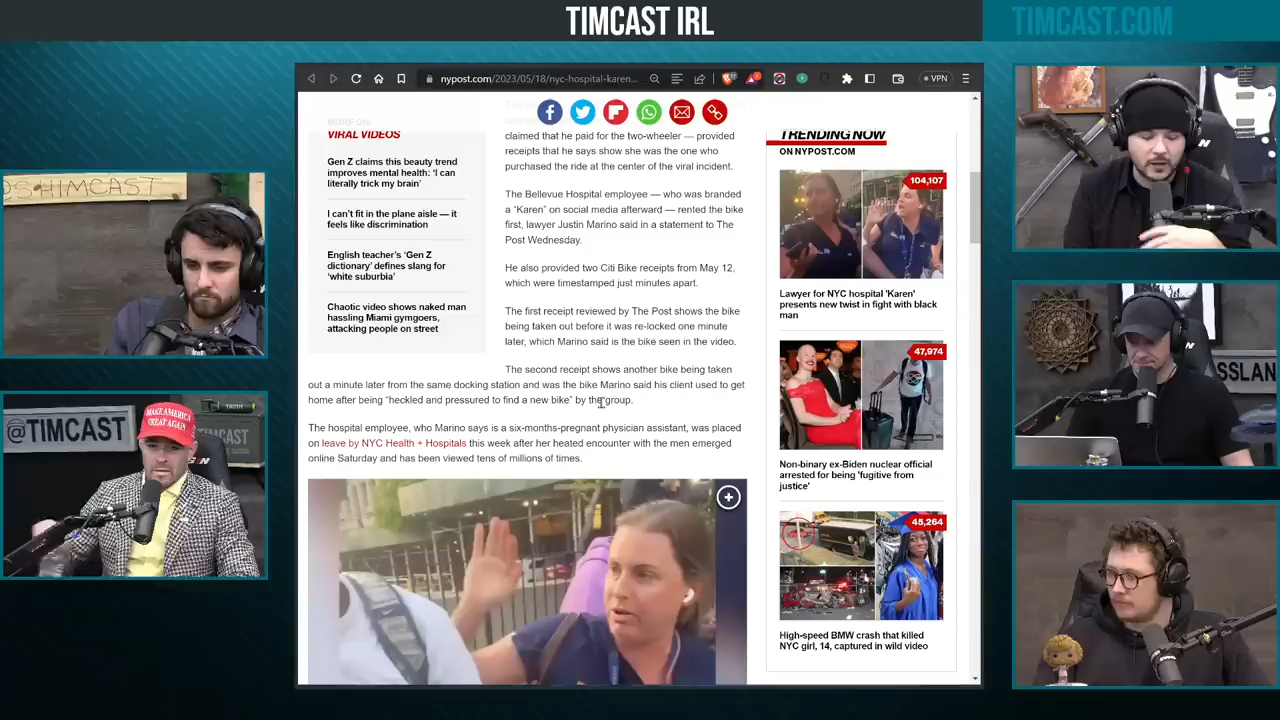 TIMCAST IRL
TIMCAST.COM
nypost.com/2023/05/18/nyc-hospital-karen...
VPN
MORE ON:
VIRAL VIDEOS
Gen Z claims this beauty trend
improves mental health: 'I can
literally trick my brain'
I can't fit in the plane aisle — it
feels like discrimination
English teacher's 'Gen Z
dictionary' defines slang for
'white suburbia'
Chaotic video shows naked man
hassling Miami gymgoers,
attacking people on street
claimed that he paid for the two-wheeler — provided
receipts that he says show she was the one who
purchased the ride at the center of the viral incident.
The Bellevue Hospital employee — who was branded
a "Karen" on social media afterward — rented the bike
first, lawyer Justin Marino said in a statement to The
Post Wednesday.
He also provided two Citi Bike receipts from May 12,
which were timestamped just minutes apart.
The first receipt reviewed by The Post shows the bike
being taken out before it was re-locked one minute
later, which Marino said is the bike seen in the video.
The second receipt shows another bike being taken
out a minute later from the same docking station and was the bike Marino said his client used to get
home after being "heckled and pressured to find a new bike" by the group.
The hospital employee, who Marino says is a six-months-pregnant physician assistant, was placed
on leave by NYC Health + Hospitals this week after her heated encounter with the men emerged
online Saturday and has been viewed tens of millions of times.
TRENDING NOW
ON NYPOST.COM
104,107
Lawyer for NYC hospital 'Karen'
presents new twist in fight with black
man
47,974
Non-binary ex-Biden nuclear official
arrested for being 'fugitive from
justice'
45,264
High-speed BMW crash that killed
NYC girl, 14, captured in wild video
@TIMCAST
MAKE AMERICA
GREAT AGAIN
TRUTH